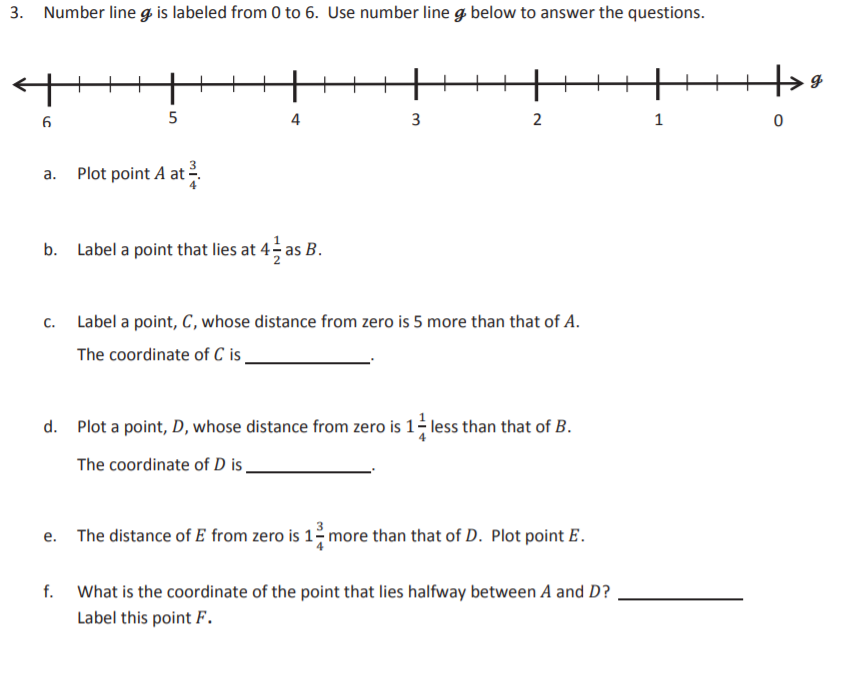 3. Number line ℊ is labeled from 0 to 6. Use number line ℊ below to answer the questions.
ℊ
6 5 4 3 2 1 0
a. Plot point A at 3/4.
b. Label a point that lies at 4 1/2 as B.
c. Label a point, C, whose distance from zero is 5 more than that of A.
The coordinate of C is ____________.
d. Plot a point, D, whose distance from zero is 1 1/4 less than that of B.
The coordinate of D is ____________.
e. The distance of E from zero is 1 3/4 more than that of D. Plot point E.
f. What is the coordinate of the point that lies halfway between A and D? ____________
Label this point F.